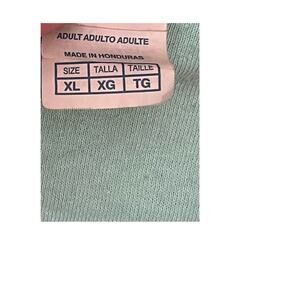 ADULT ADULTO ADULTE
MADE IN HONDURAS
SIZE TALLA TAILLE
XL XG TG